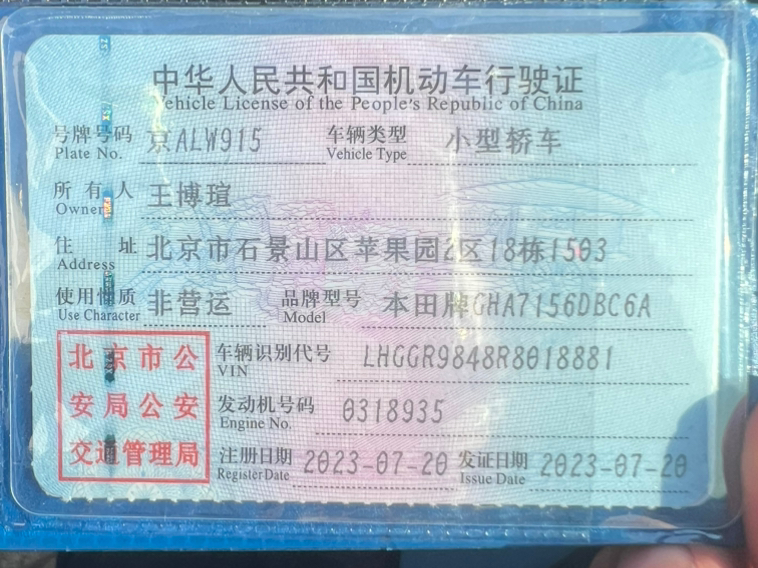 中华人民共和国机动车行驶证
Vehicle License of the People's Republic of China
号牌号码 京ALW915 车辆类型 小型轿车
Plate No. Vehicle Type
所有人 王博瑄
Owner
住址 北京市石景山区苹果园2区18栋1503
Address
使用性质 非营运 品牌型号 本田牌GHA7156DBC6A
Use Character Model
北京市公
安局公安
交通管理局
车辆识别代号 LHGGR9848R8018881
VIN
发动机号码 0318935
Engine No.
注册日期 2023-07-20 发证日期 2023-07-20
Register Date Issue Date